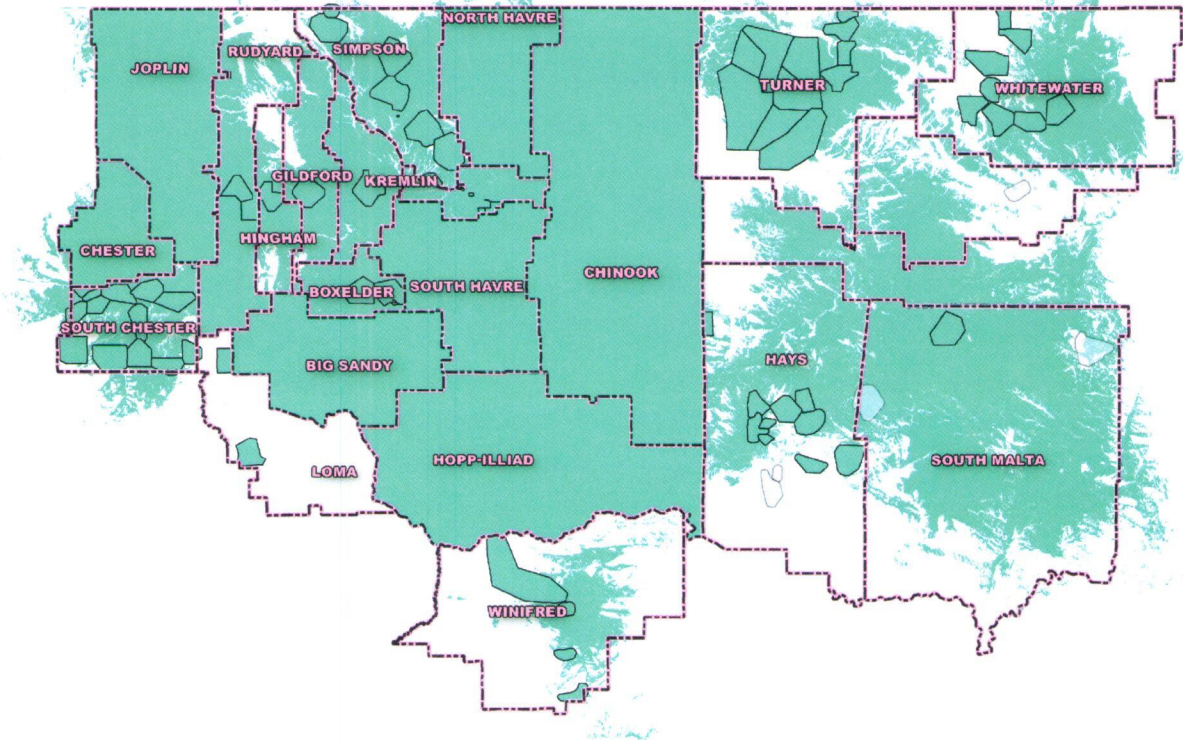 NORTH HAVRE
RUDYARD
SIMPSON
JOPLIN
TURNER
WHITEWATER
GILDFORD
KREMLIN
HINGHAM
CHESTER
CHINOOK
BOXELDER
SOUTH HAVRE
SOUTH CHESTER
BIG SANDY
HAYS
LOMA
HOPP-ILLIAD
SOUTH MALTA
WINIFRED